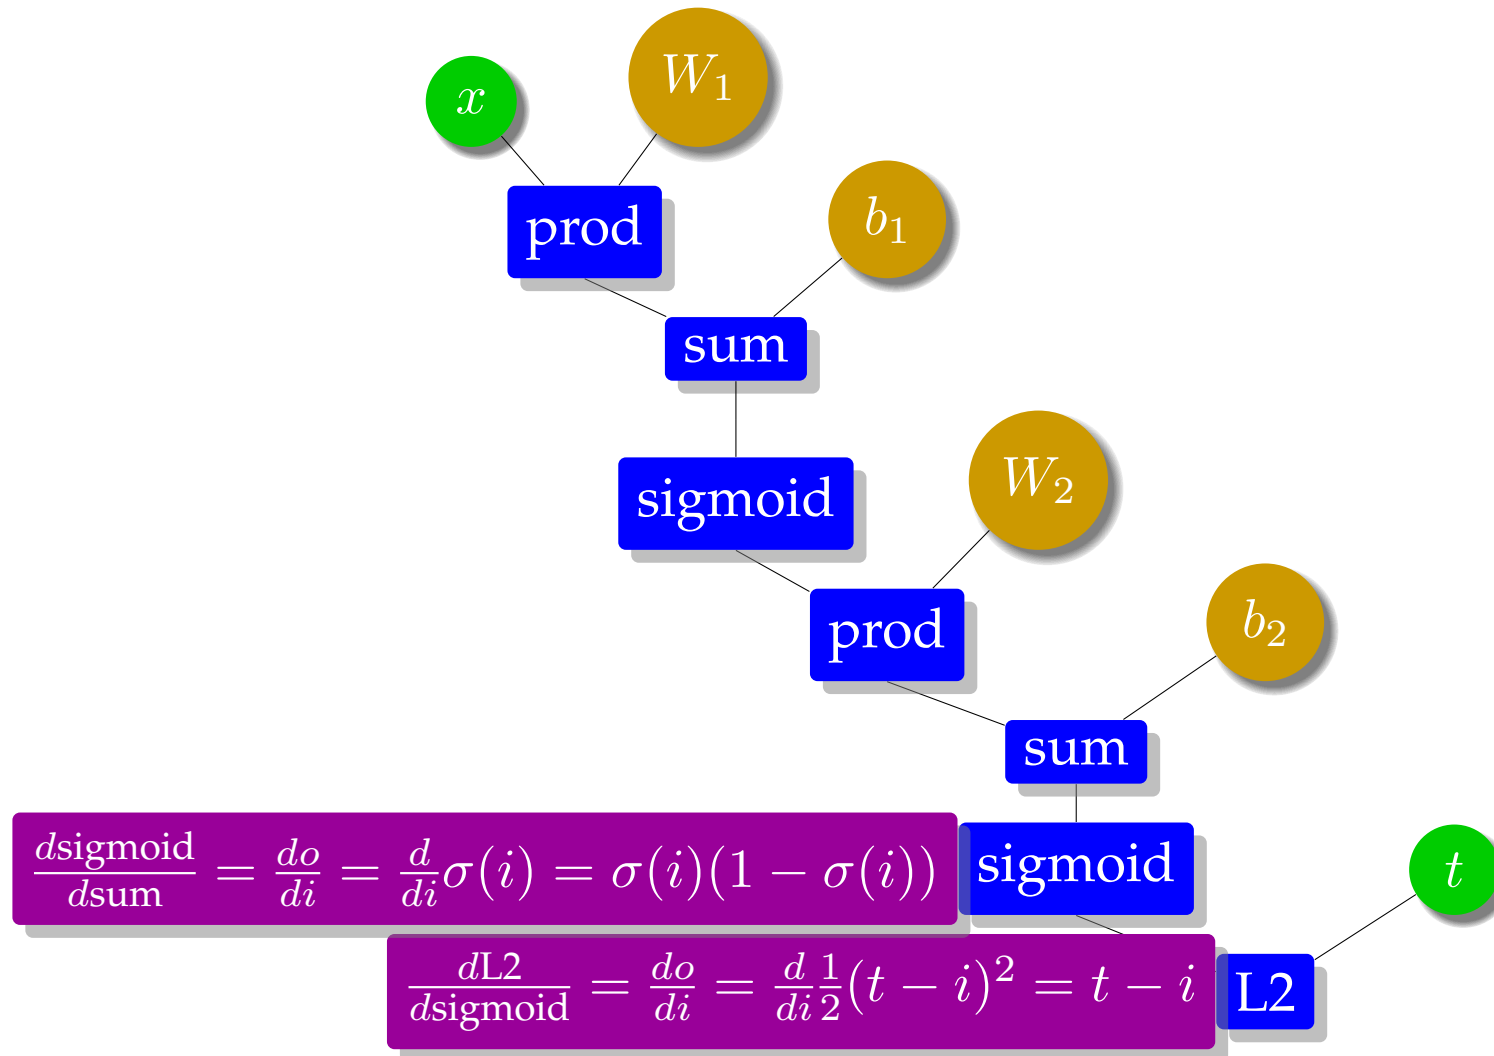 x
W₁
prod
b₁
sum
sigmoid
W₂
prod
b₂
sum
dsigmoid/dsum = do/di = d/di σ(i) = σ(i)(1 − σ(i))
sigmoid
t
dL2/dsigmoid = do/di = d/di 1/2 (t − i)² = t − i
L2